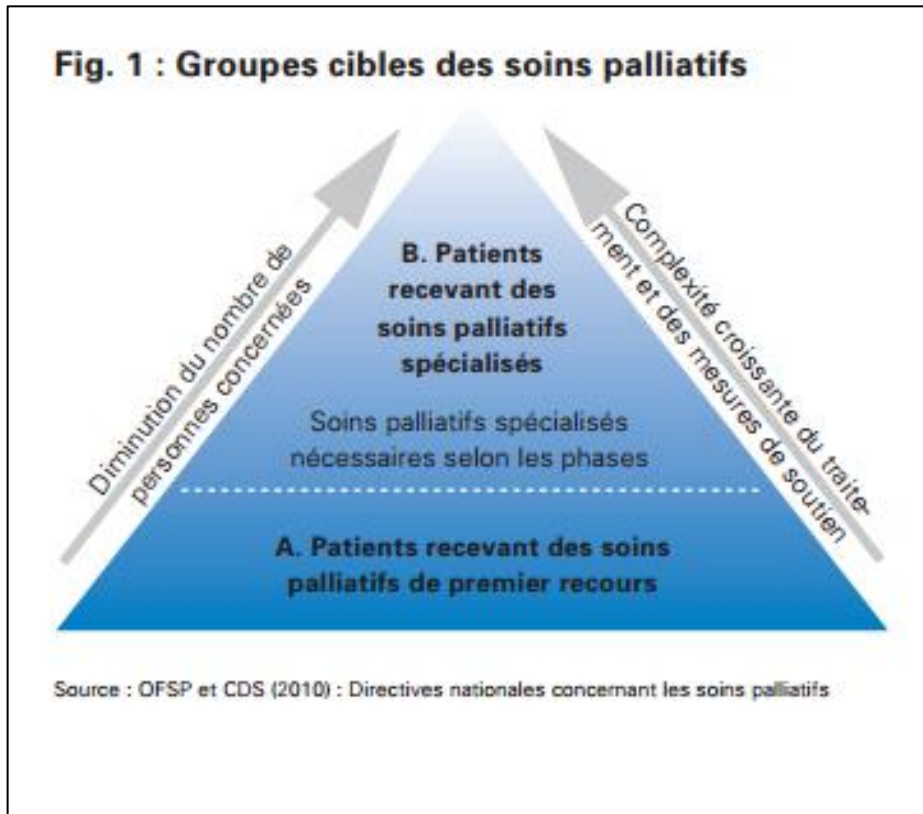 Fig. 1 : Groupes cibles des soins palliatifs
Diminution du nombre de
personnes concernées
Complexité croissante du traite-
ment et des mesures de soutien
B. Patients
recevant des
soins palliatifs
spécialisés
Soins palliatifs spécialisés
nécessaires selon les phases
A. Patients recevant des soins
palliatifs de premier recours
Source : OFSP et CDS (2010) : Directives nationales concernant les soins palliatifs